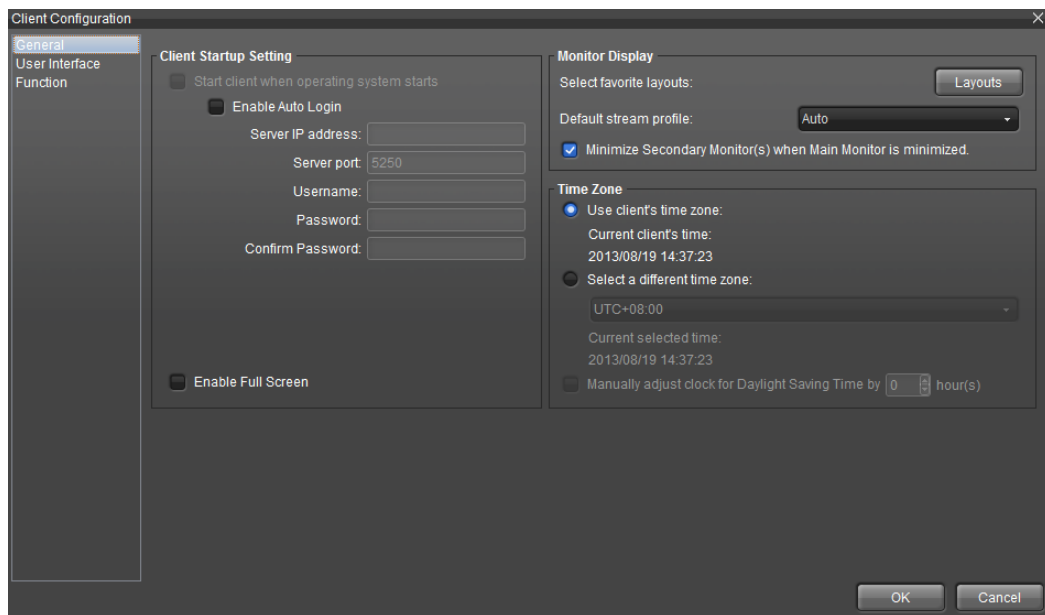 Client Configuration
General
User Interface
Function
Client Startup Setting
Start client when operating system starts
Enable Auto Login
Server IP address:
Server port: 5250
Username:
Password:
Confirm Password:
Enable Full Screen
Monitor Display
Select favorite layouts: Layouts
Default stream profile: Auto
Minimize Secondary Monitor(s) when Main Monitor is minimized.
Time Zone
Use client's time zone:
Current client's time:
2013/08/19 14:37:23
Select a different time zone:
UTC+08:00
Current selected time:
2013/08/19 14:37:23
Manually adjust clock for Daylight Saving Time by 0 hour(s)
OK Cancel